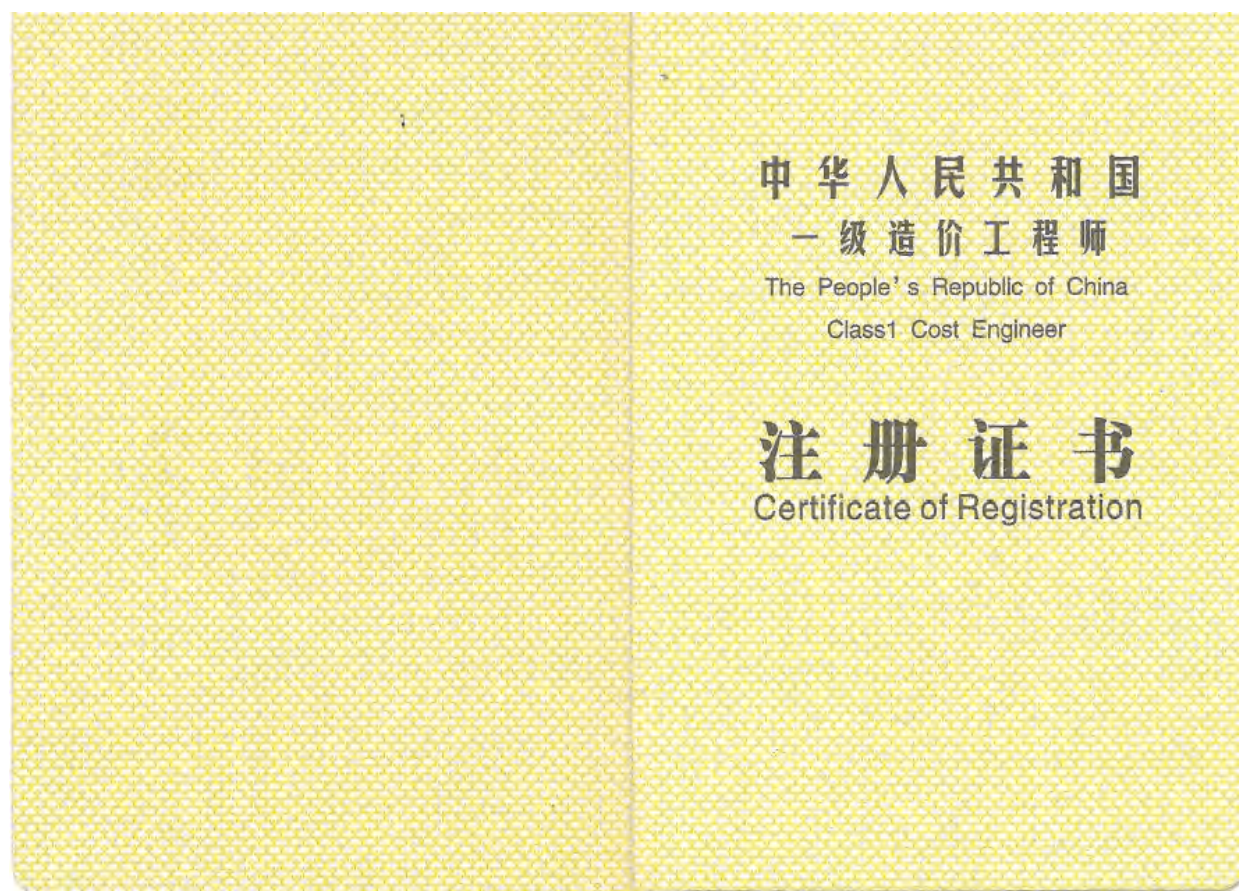 中华人民共和国
一级造价工程师
The People's Republic of China
Class1 Cost Engineer
注册证书
Certificate of Registration